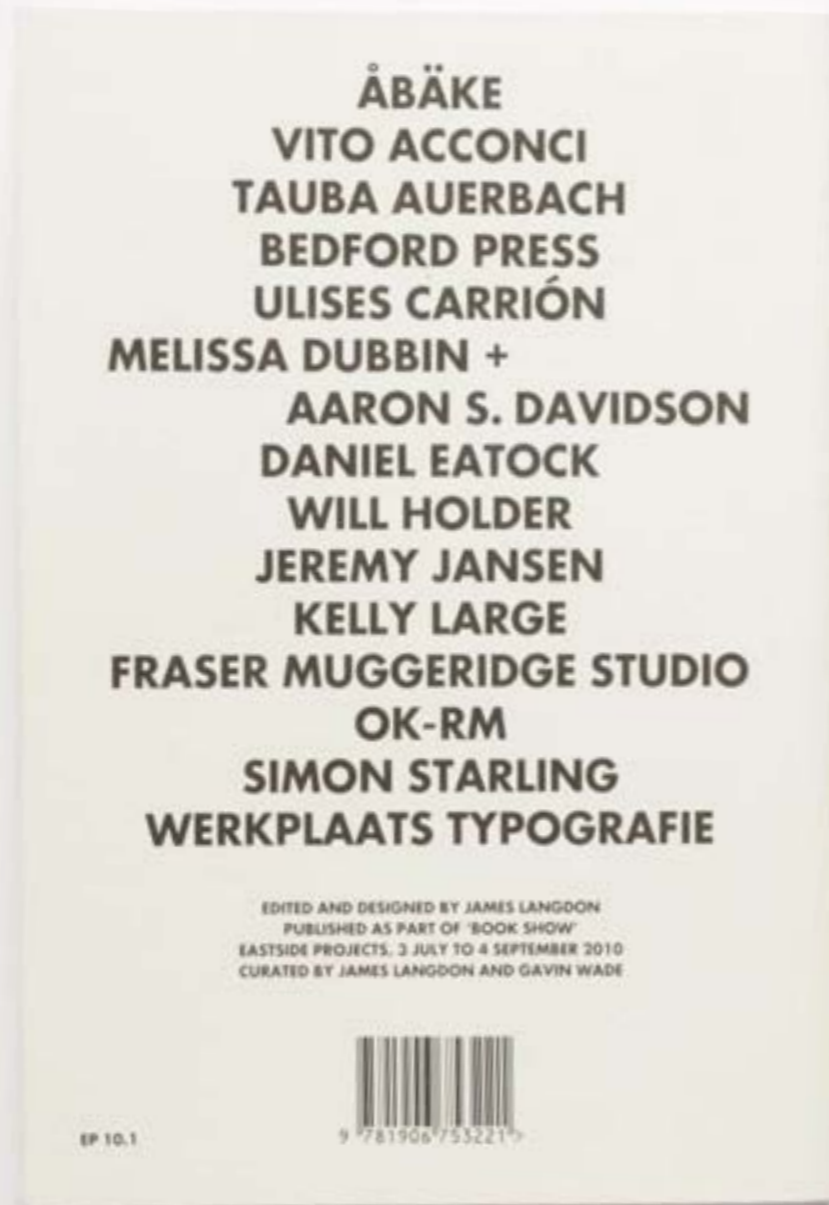 ÅBÄKE
VITO ACCONCI
TAUBA AUERBACH
BEDFORD PRESS
ULISES CARRIÓN
MELISSA DUBBIN +
AARON S. DAVIDSON
DANIEL EATOCK
WILL HOLDER
JEREMY JANSEN
KELLY LARGE
FRASER MUGGERIDGE STUDIO
OK-RM
SIMON STARLING
WERKPLAATS TYPOGRAFIE
EDITED AND DESIGNED BY JAMES LANGDON
PUBLISHED AS PART OF 'BOOK SHOW'
EASTSIDE PROJECTS, 3 JULY TO 4 SEPTEMBER 2010
CURATED BY JAMES LANGDON AND GAVIN WADE
EP 10.1
9 781906 753221 >